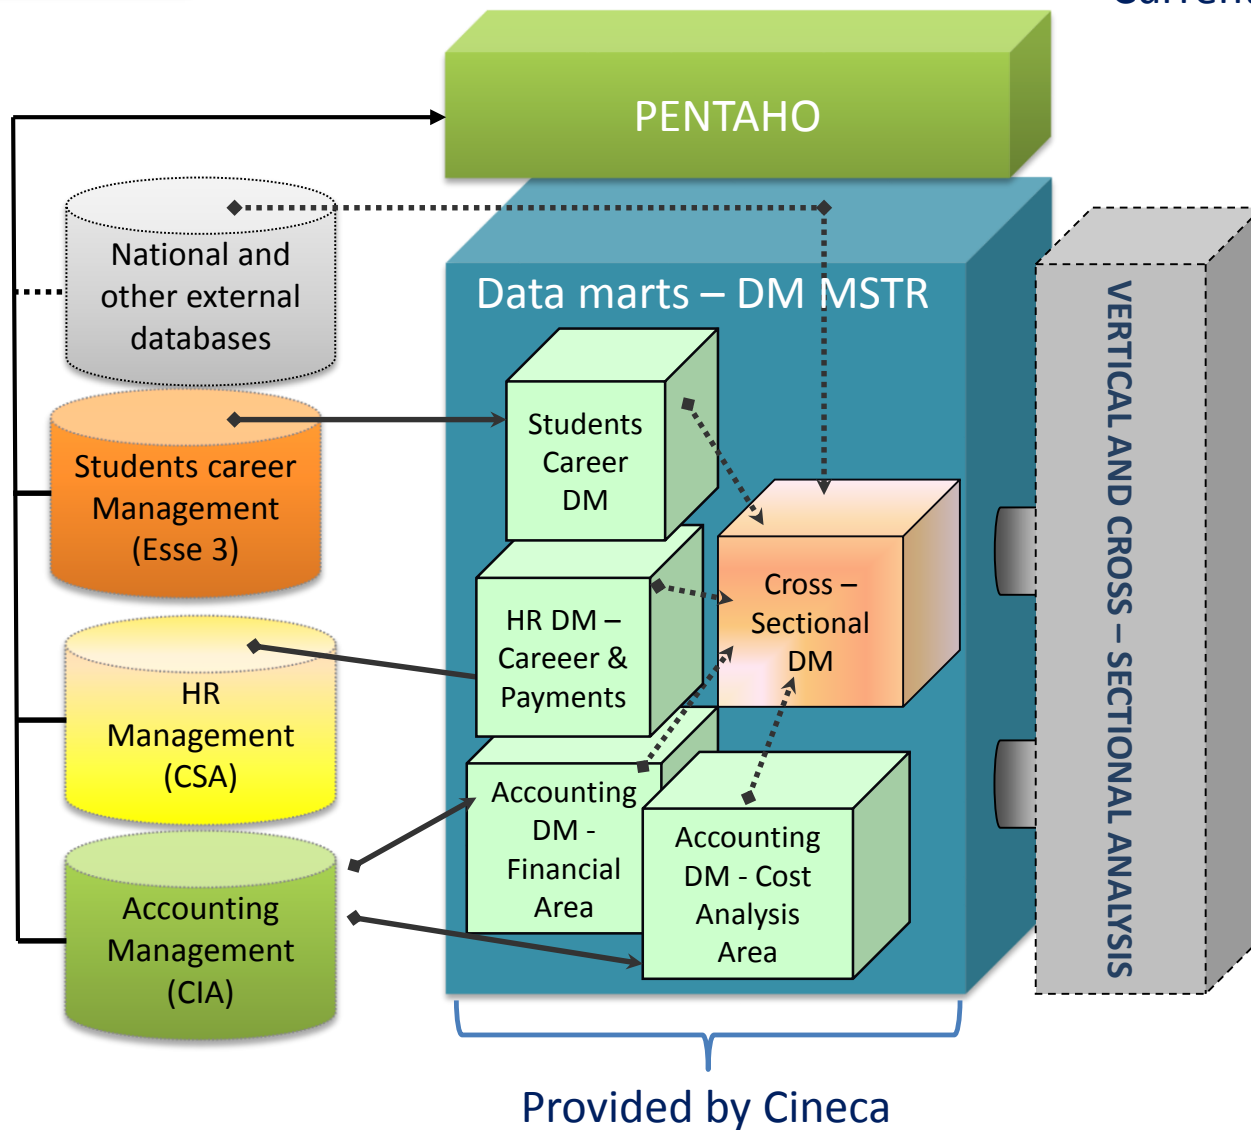 PENTAHO
National and
other external
databases
Data marts – DM MSTR
Students
Career
DM
Students career
Management
(Esse 3)
Cross –
Sectional
DM
HR DM –
Careeer &
Payments
HR
Management
(CSA)
Accounting
DM -
Financial
Area
Accounting
DM - Cost
Analysis
Area
Accounting
Management
(CIA)
VERTICAL AND CROSS – SECTIONAL ANALYSIS
Provided by Cineca